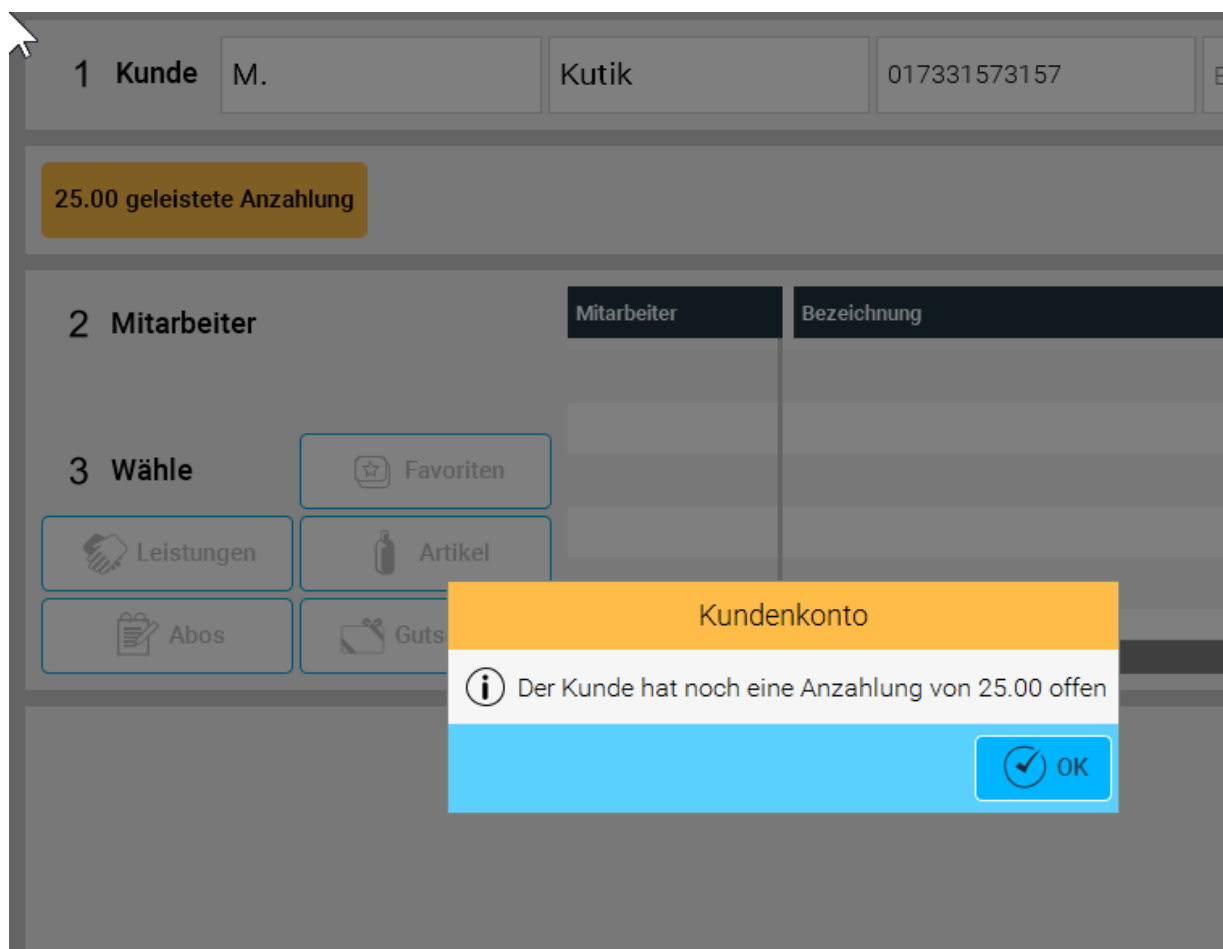 1 Kunde M. Kutik 017331573157
25.00 geleistete Anzahlung
2 Mitarbeiter
Mitarbeiter Bezeichnung
3 Wähle
Favoriten
Leistungen Artikel
Abos Guts
Kundenkonto
Der Kunde hat noch eine Anzahlung von 25.00 offen
OK